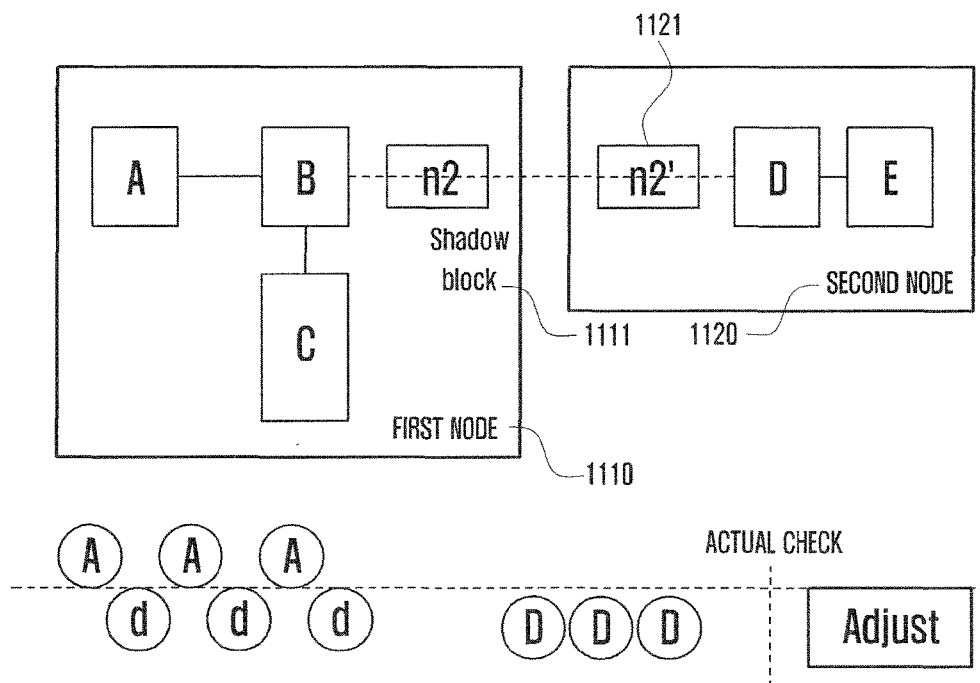 1121
A
B
n2
n2'
D
E
Shadow
block
C
SECOND NODE
1111
1120
FIRST NODE
1110
A A A
ACTUAL CHECK
d d d
D D D
Adjust